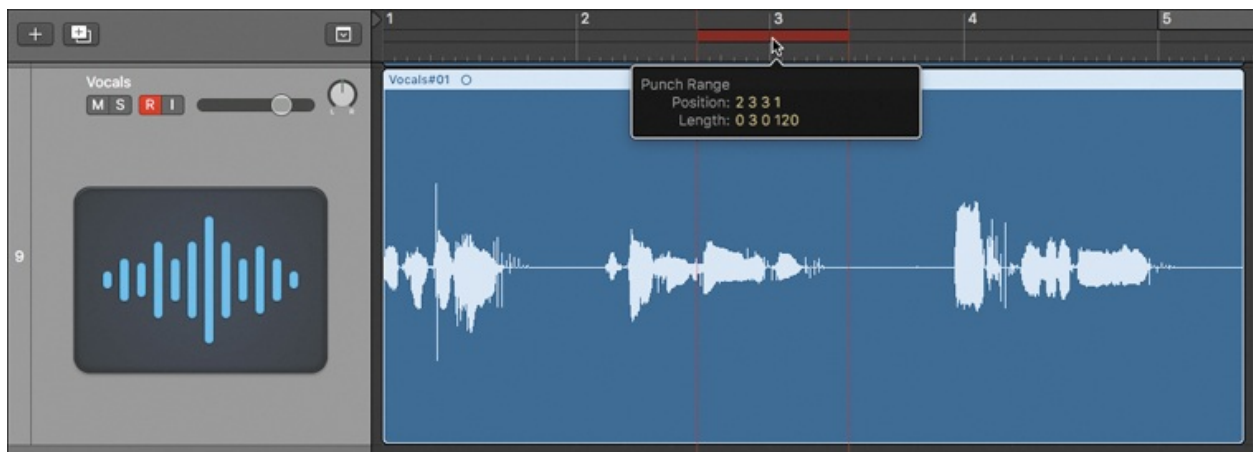 1 2 3 4 5
Vocals
M S R I
L R
Vocals#01
Punch Range
Position: 2 3 3 1
Length: 0 3 0 120
9